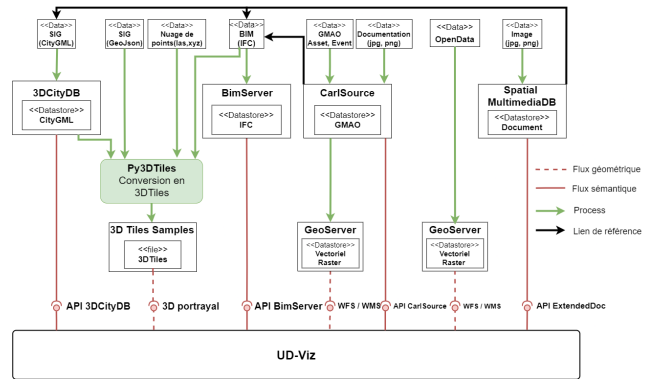 <<Data>>
SIG
(CityGML)
<<Data>>
SIG
(GeoJson)
<<Data>>
Nuage de
points(las,xyz)
<<Data>>
BIM
(IFC)
<<Data>>
GMAO
Asset, Event
<<Data>>
Documentation
(jpg, png)
<<Data>>
OpenData
<<Data>>
Image
(jpg, png)
3DCityDB
<<Datastore>>
CityGML
BimServer
<<Datastore>>
IFC
CarlSource
<<Datastore>>
GMAO
Spatial
MultimediaDB
<<Datastore>>
Document
Py3DTiles
Conversion en
3DTiles
Flux géométrique
Flux sémantique
Process
Lien de référence
3D Tiles Samples
<<file>>
3DTiles
GeoServer
<<Datastore>>
Vectoriel
Raster
GeoServer
<<Datastore>>
Vectoriel
Raster
API 3DCityDB
3D portrayal
API BimServer
WFS / WMS
API CarlSource
WFS / WMS
API ExtendedDoc
UD-Viz